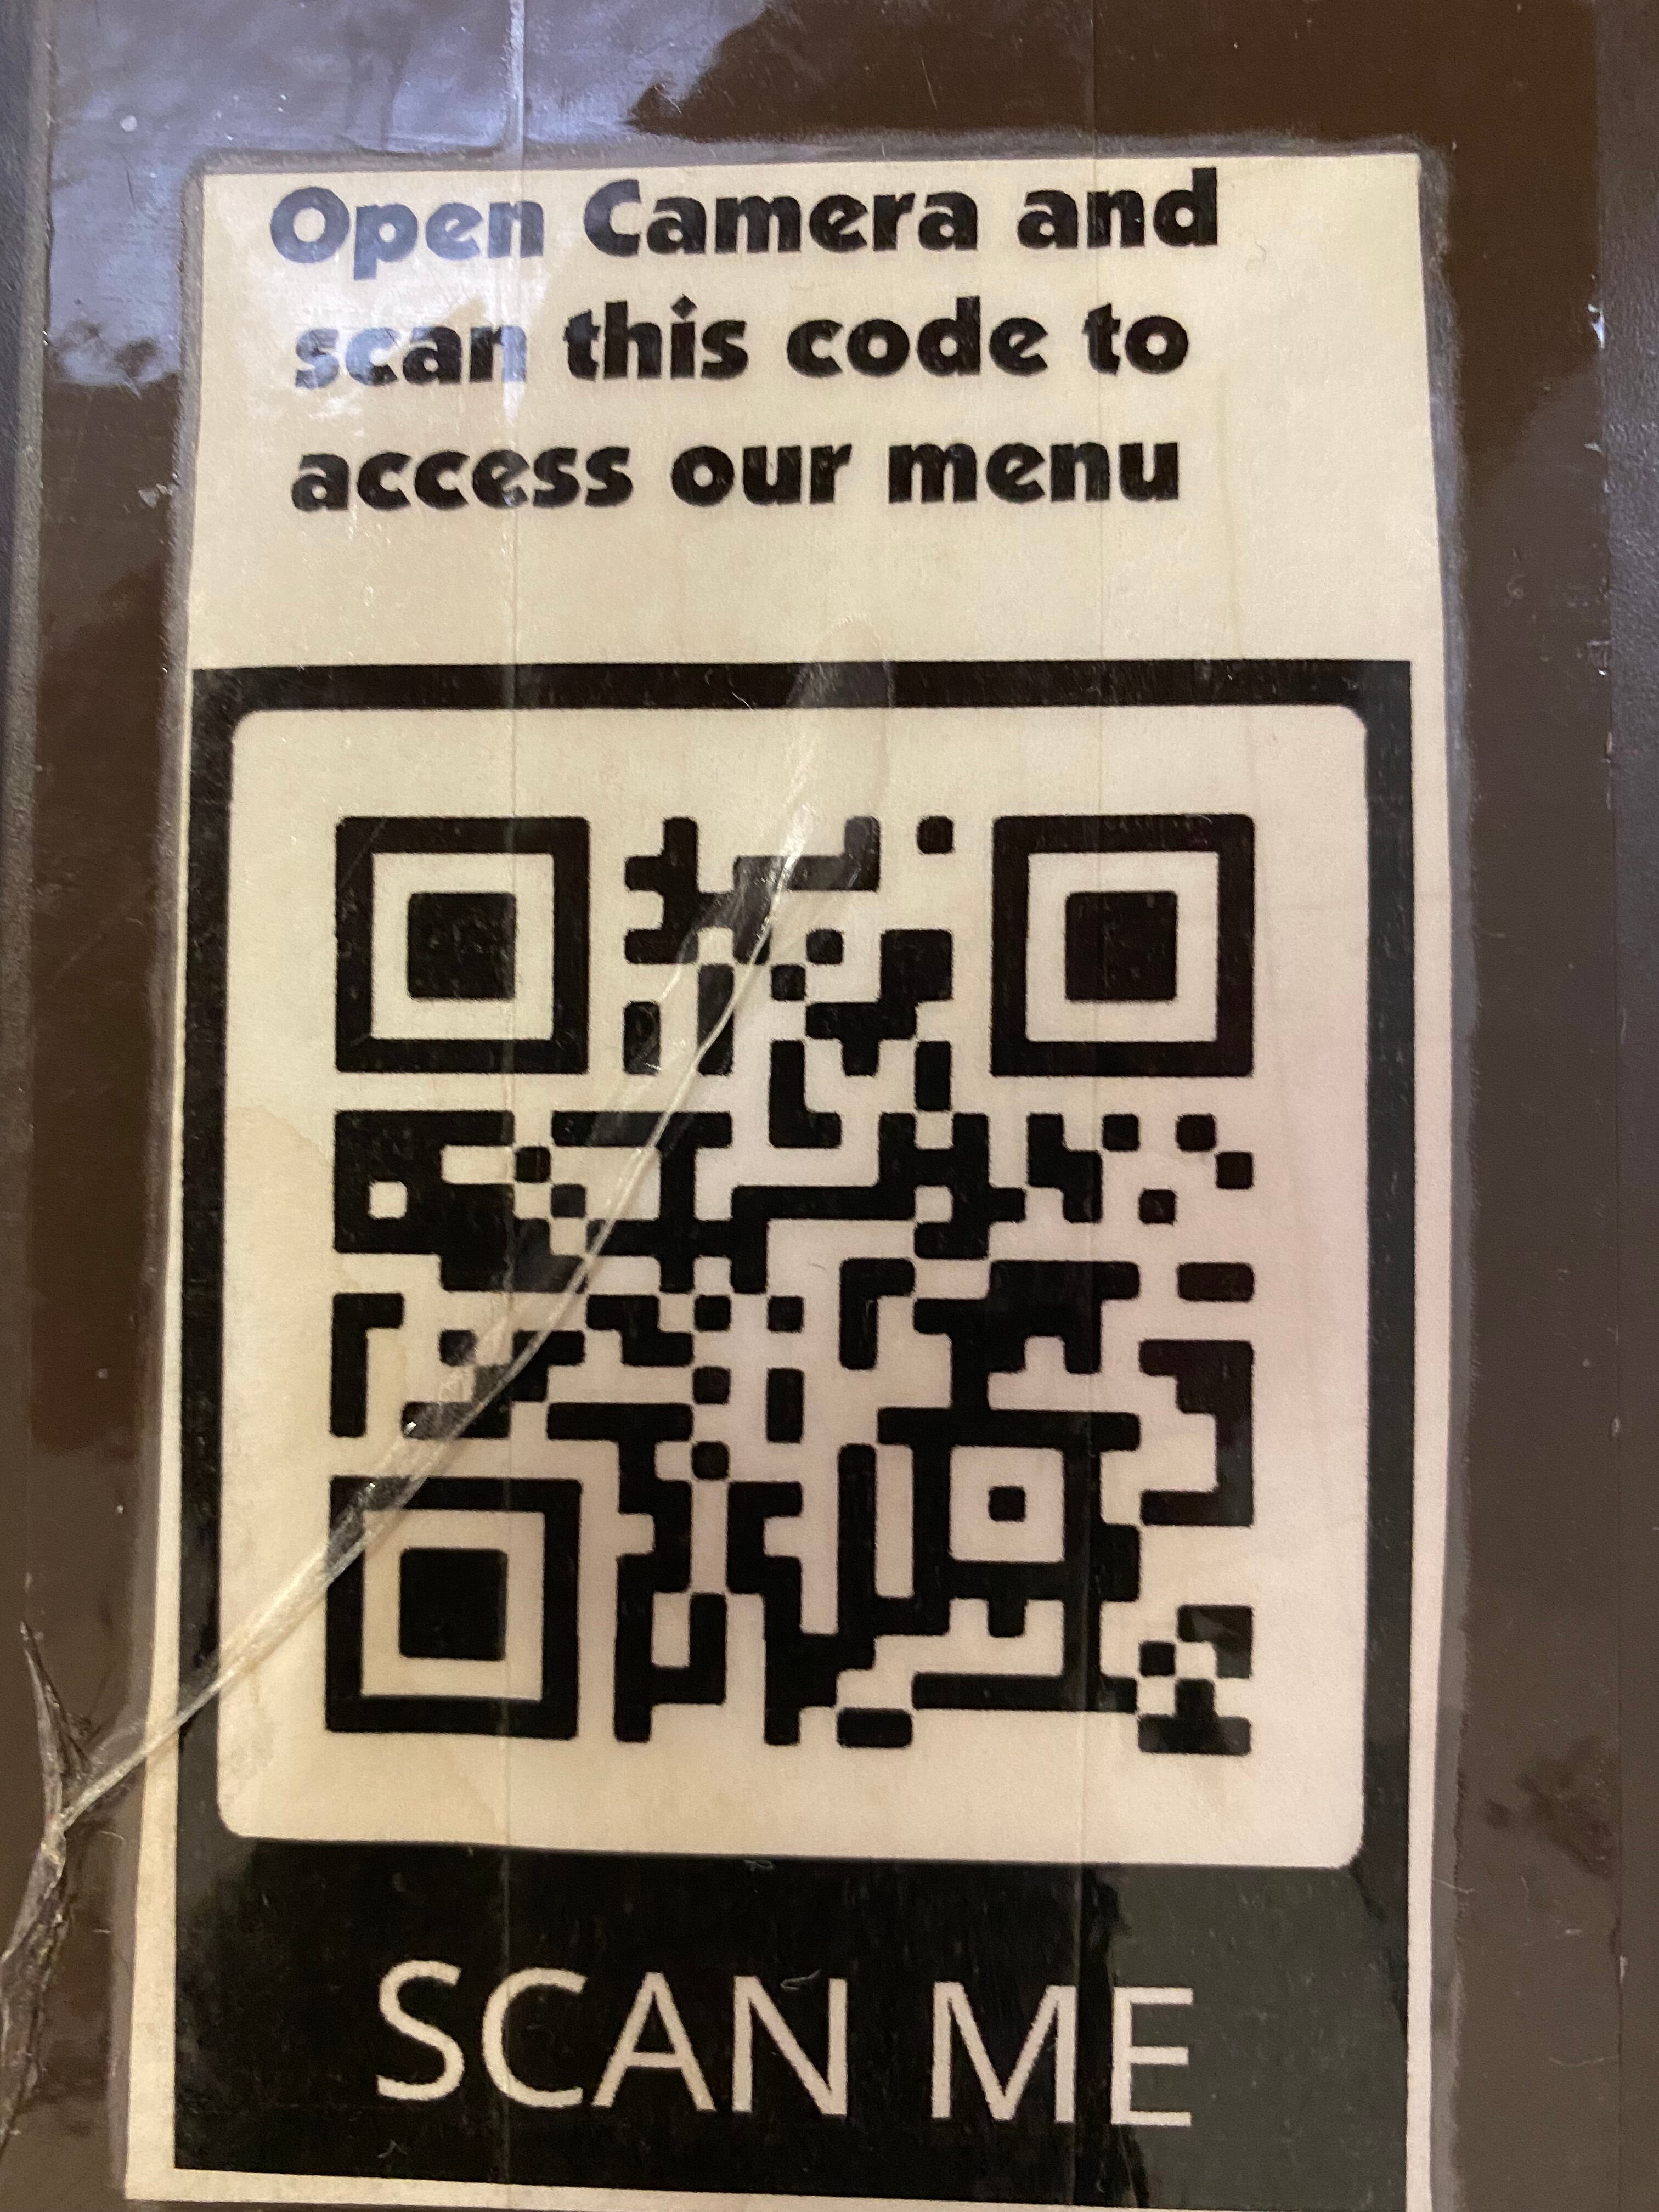 Open Camera and
scan this code to
access our menu
SCAN ME